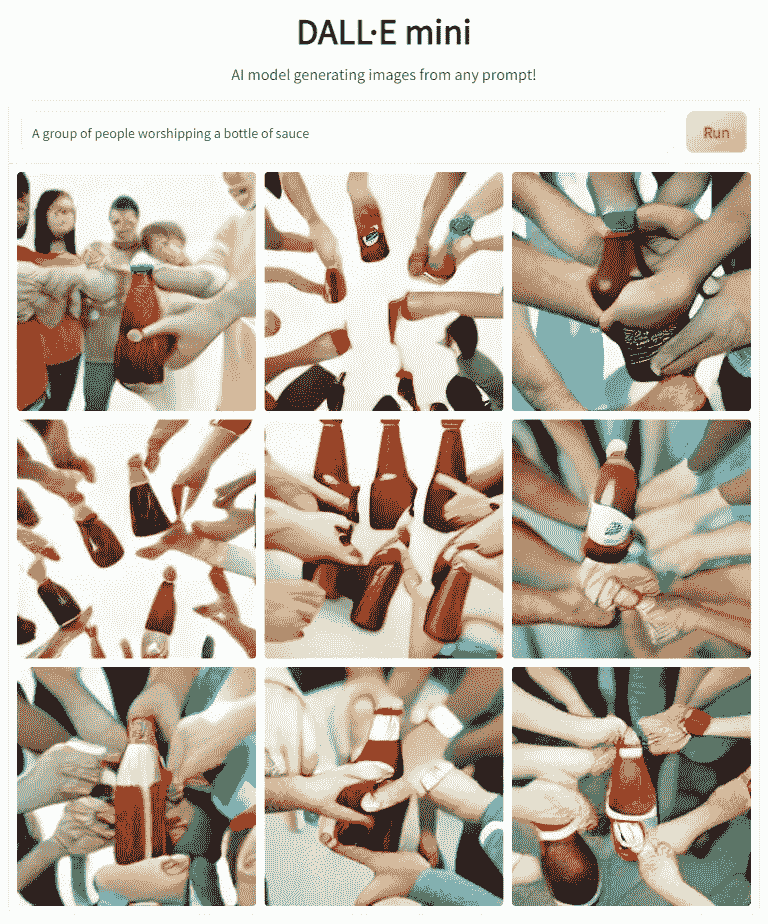 DALL·E mini
AI model generating images from any prompt!
A group of people worshipping a bottle of sauce
Run